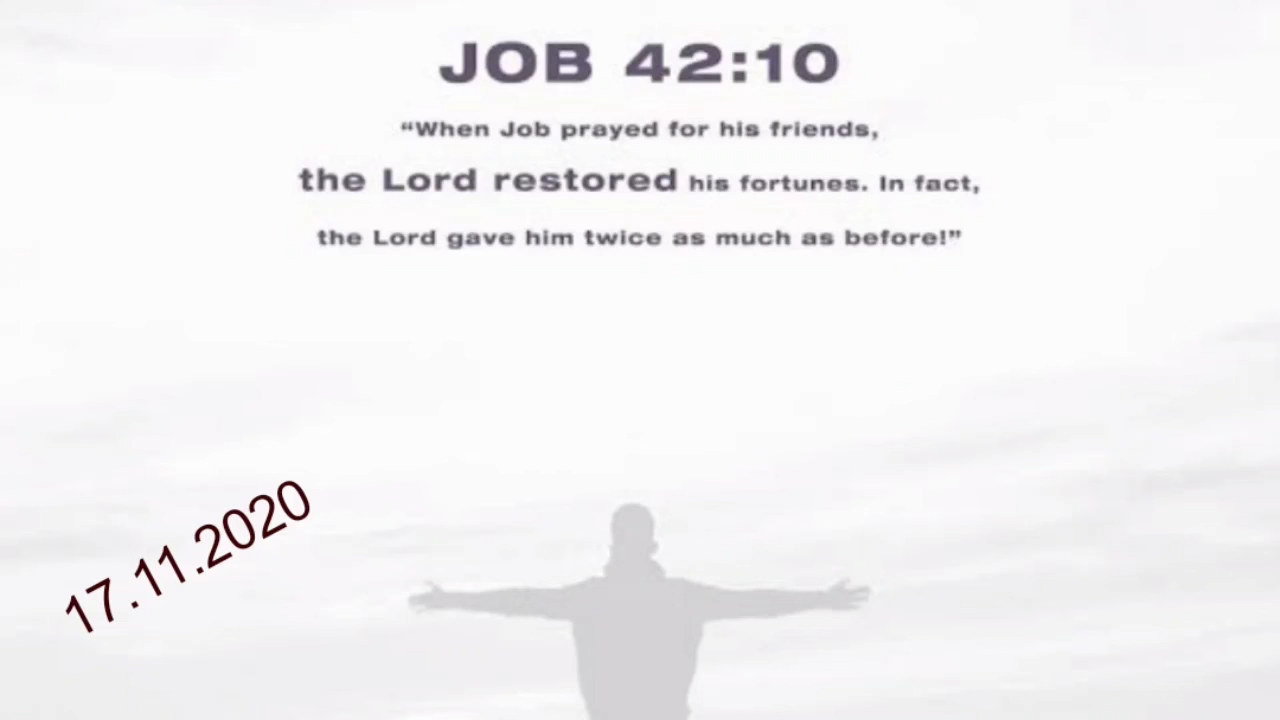 JOB 42:10
“When Job prayed for his friends,
the Lord restored his fortunes. In fact,
the Lord gave him twice as much as before!”
17.11.2020